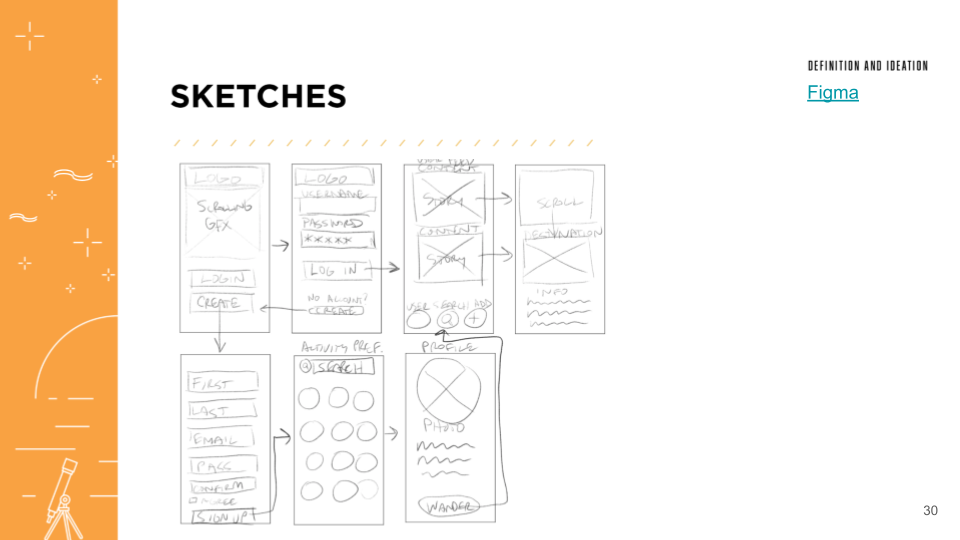 DEFINITION AND IDEATION
Figma
SKETCHES
LOGO
SCROLLING
GFX
LOGIN
CREATE
LOGO
USERNAME
PASSWORD
*****
LOG IN
NO ACCOUNT?
CREATE
CONTENT
STORY
CONTENT
STORY
USER SEARCH ADD
Q +
SCROLL
DESTINATION
INFO
FIRST
LAST
EMAIL
PASS
CONFIRM
SIGN UP
ACTIVITY PREF.
SEARCH
PROFILE
PHOTO
WANDER
30